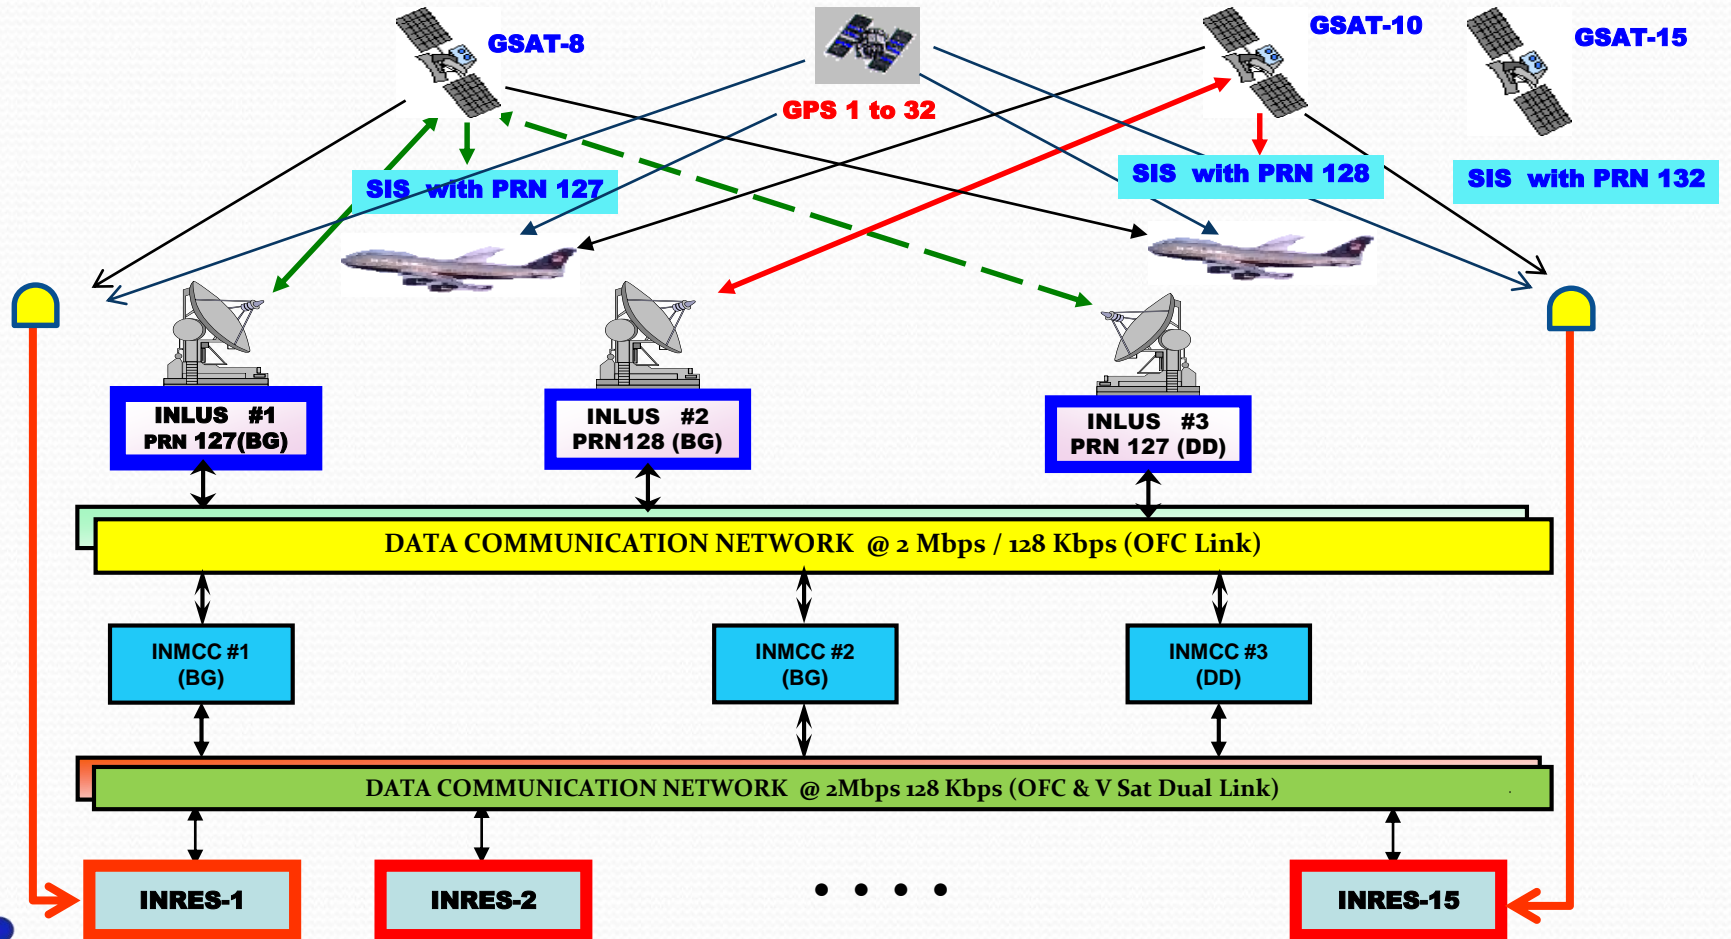 GSAT-8
GPS 1 to 32
GSAT-10
GSAT-15
SIS with PRN 127
SIS with PRN 128
SIS with PRN 132
INLUS #1
PRN 127(BG)
INLUS #2
PRN128 (BG)
INLUS #3
PRN 127 (DD)
DATA COMMUNICATION NETWORK @ 2 Mbps / 128 Kbps (OFC Link)
INMCC #1
(BG)
INMCC #2
(BG)
INMCC #3
(DD)
DATA COMMUNICATION NETWORK @ 2Mbps 128 Kbps (OFC & V Sat Dual Link)
INRES-1
INRES-2
• • • •
INRES-15